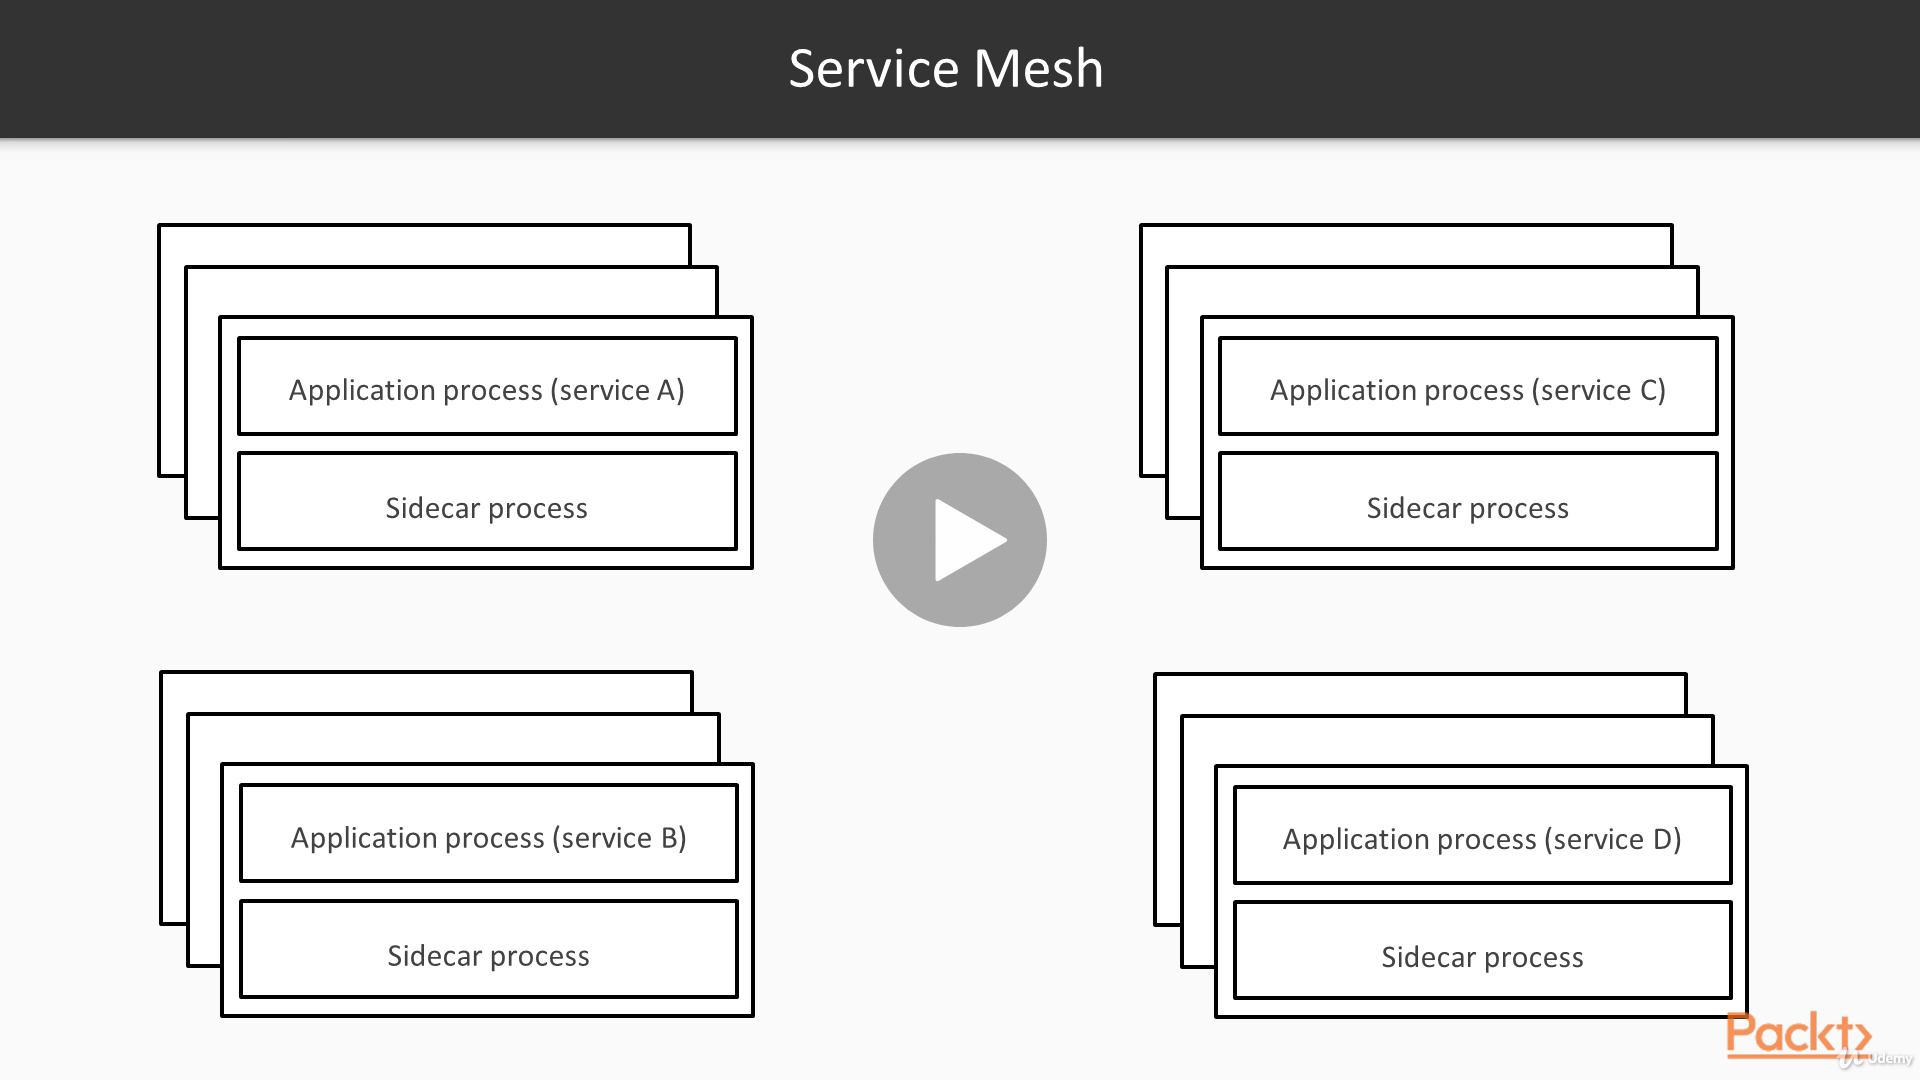 Service Mesh
Application process (service A)
Sidecar process
Application process (service C)
Sidecar process
Application process (service B)
Sidecar process
Application process (service D)
Sidecar process
Packt
Udemy